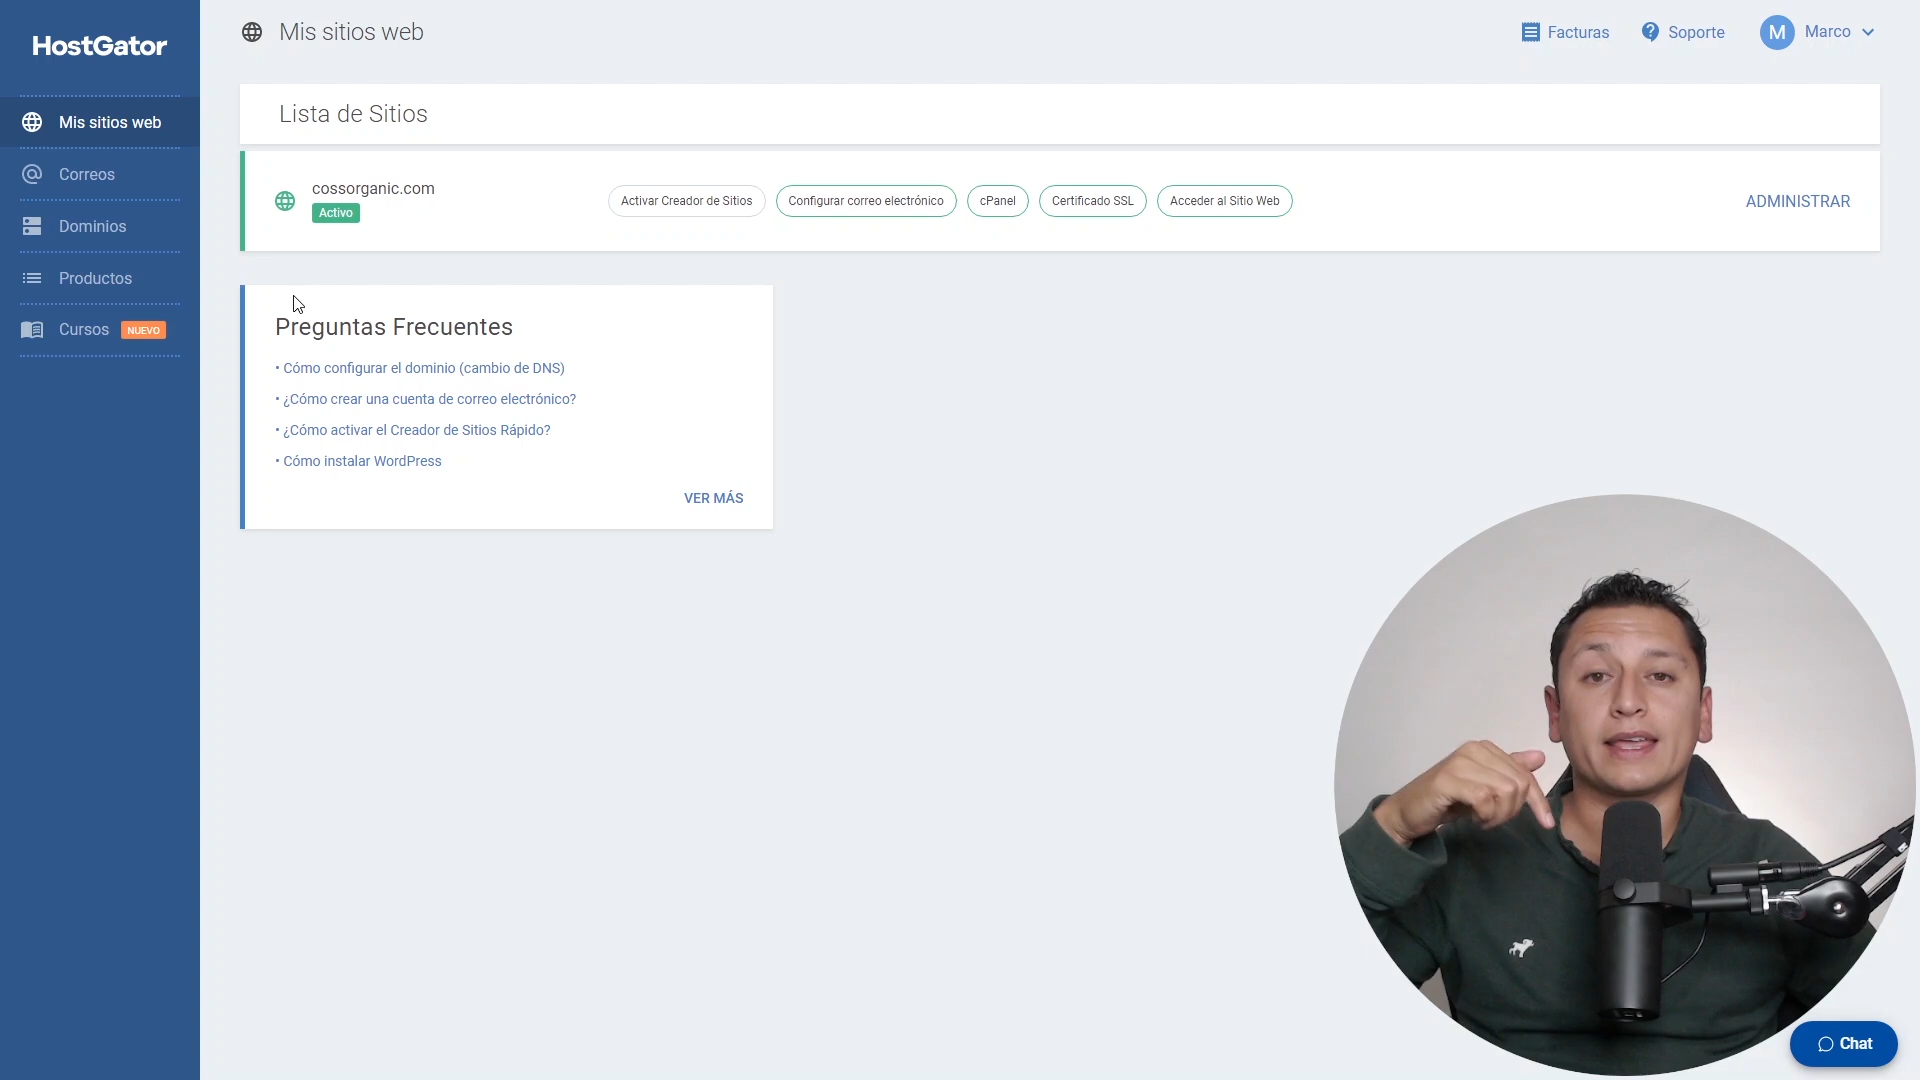 HostGator
Mis sitios web
Correos
Dominios
Productos
Cursos NUEVO
Mis sitios web
Facturas
Soporte
M Marco
Lista de Sitios
cossorganic.com
Activo
Activar Creador de Sitios
Configurar correo electrónico
cPanel
Certificado SSL
Acceder al Sitio Web
ADMINISTRAR
Preguntas Frecuentes
• Cómo configurar el dominio (cambio de DNS)
• ¿Cómo crear una cuenta de correo electrónico?
• ¿Cómo activar el Creador de Sitios Rápido?
• Cómo instalar WordPress
VER MÁS
Chat